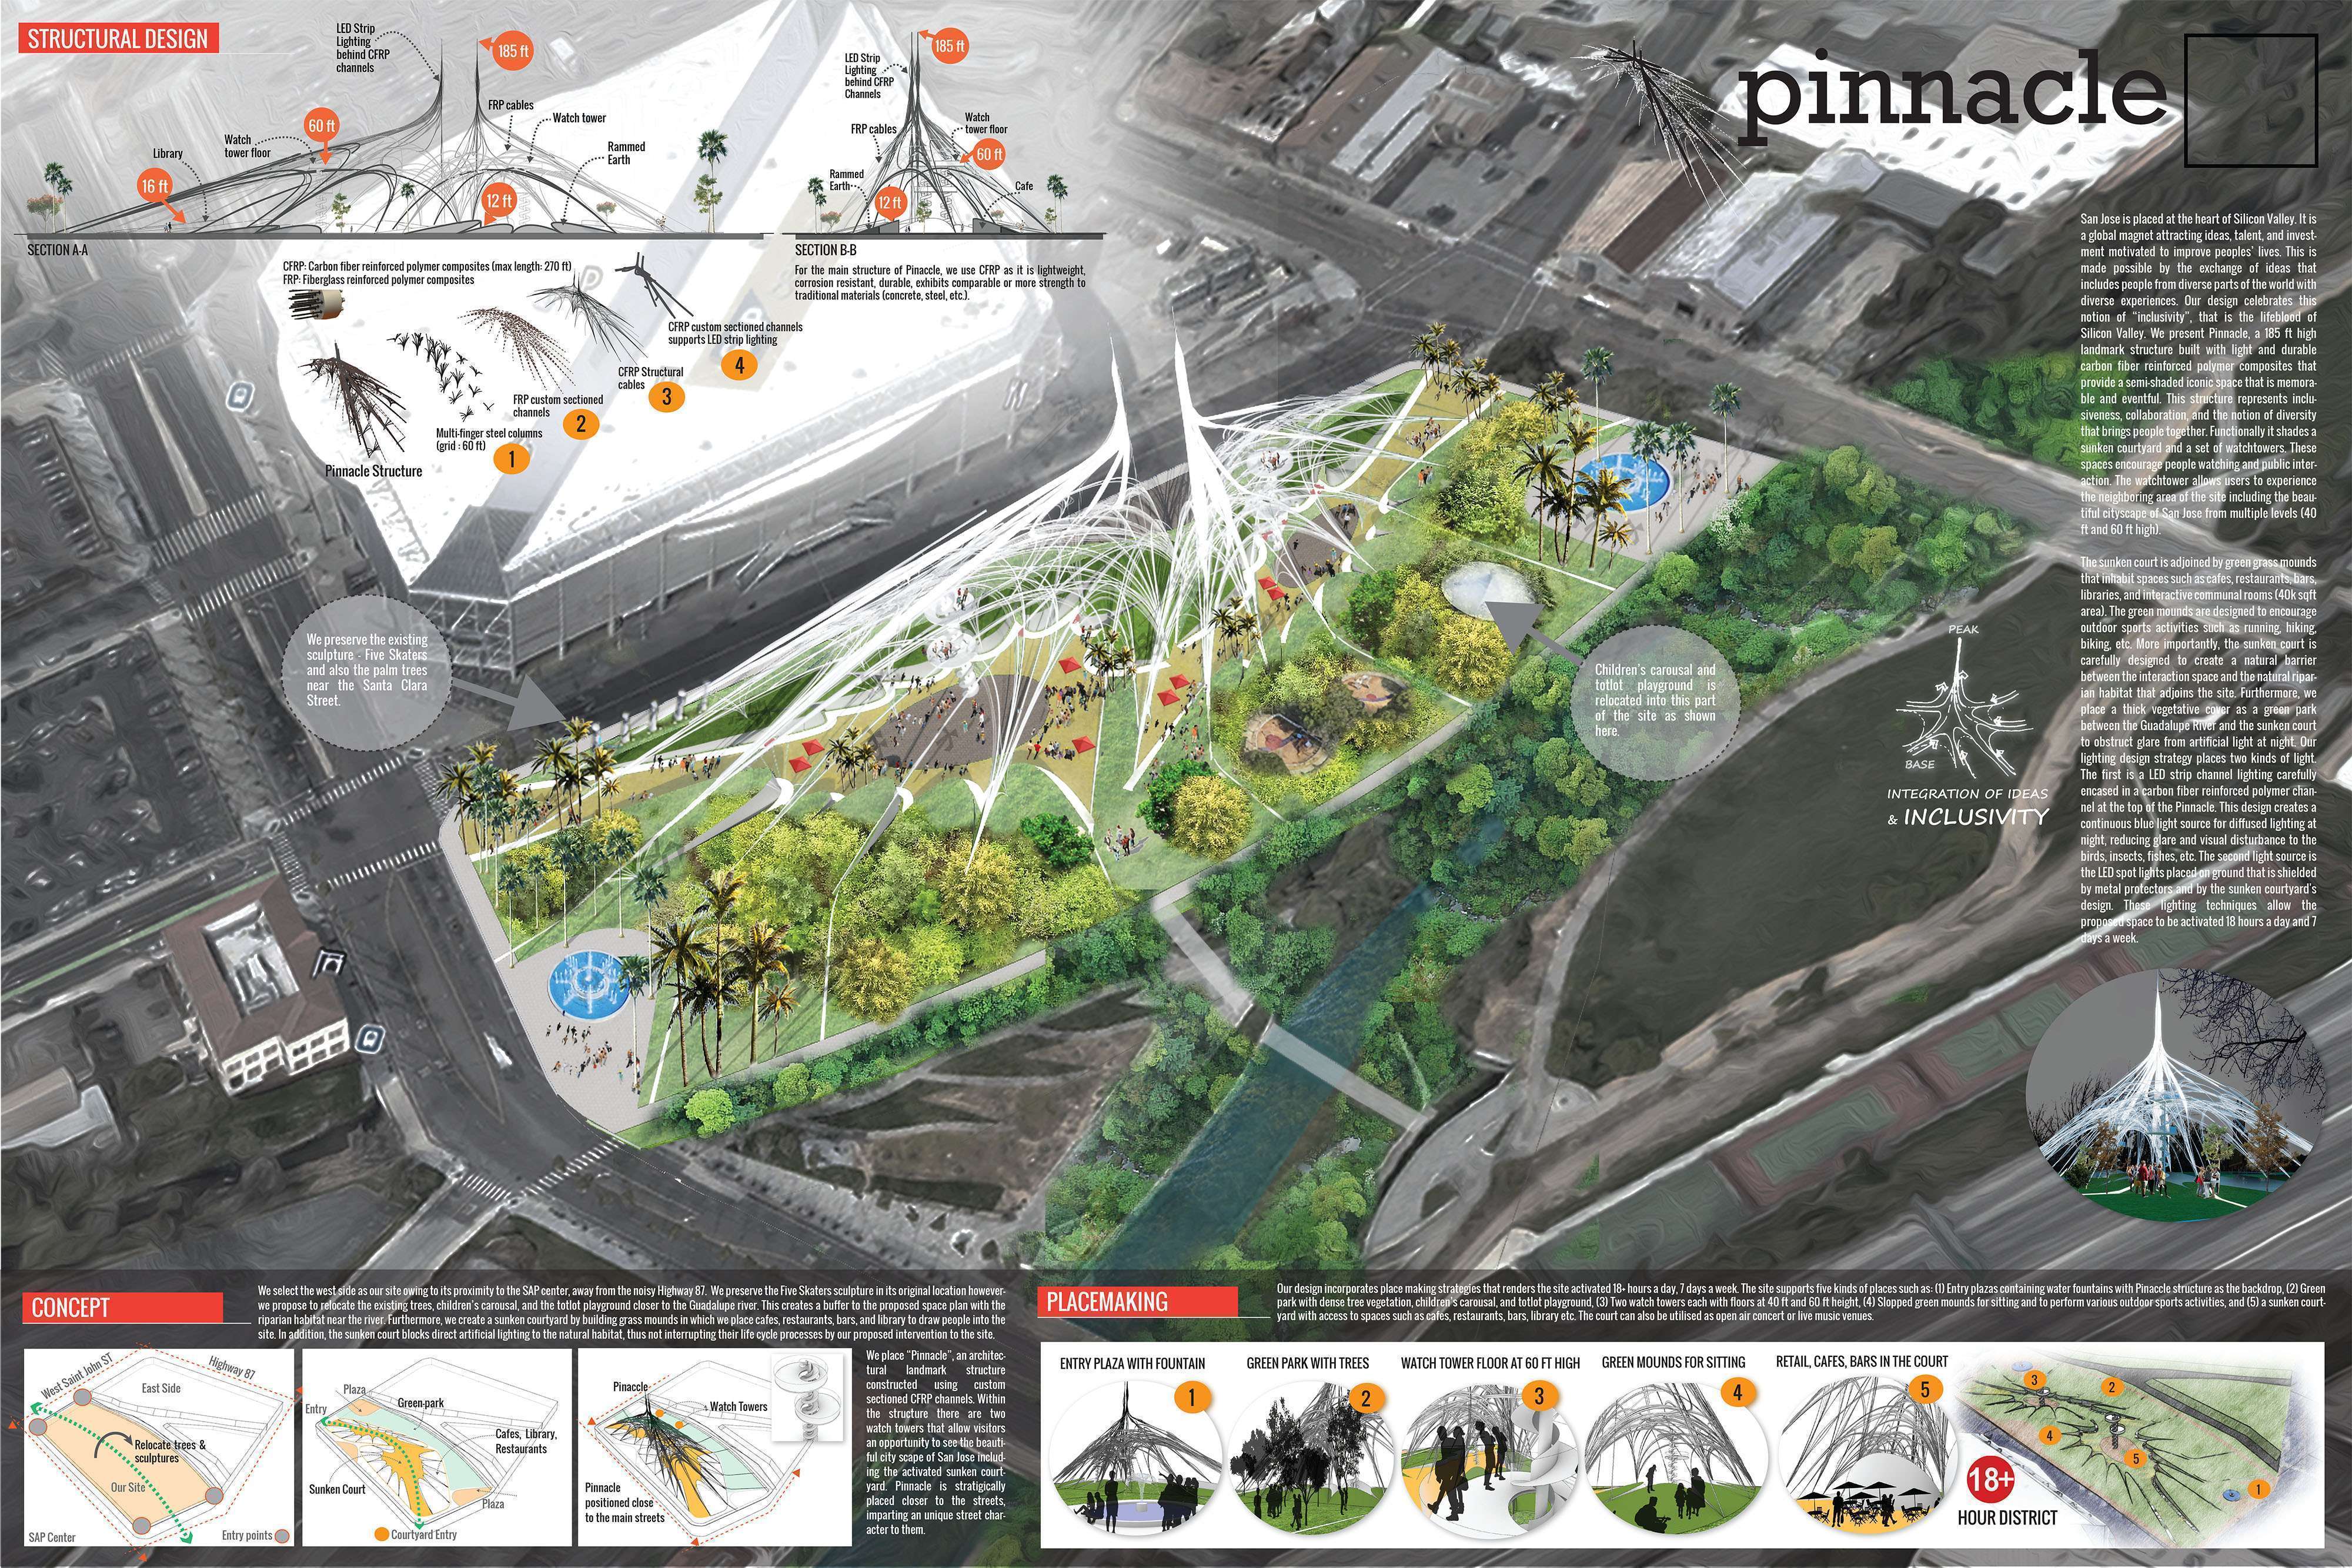 STRUCTURAL DESIGN
LED Strip
Lighting
behind CFRP
channels
185 ft
FRP cables
Watch tower
60 ft
Watch
tower floor
Library
Rammed
Earth
16 ft
12 ft
SECTION A-A
LED Strip
Lighting
behind CFRP
Channels
185 ft
FRP cables
Watch
tower floor
60 ft
Rammed
Earth
12 ft
Cafe
SECTION B-B
For the main structure of Pinaccle, we use CFRP as it is lightweight,
corrosion resistant, durable, exhibits comparable or more strength to
traditional materials (concrete, steel, etc.).
CFRP: Carbon fiber reinforced polymer composites (max length: 270 ft)
FRP: Fiberglass reinforced polymer composites
CFRP custom sectioned channels
supports LED strip lighting
4
CFRP Structural
cables
3
FRP custom sectioned
channels
2
Multi-finger steel columns
(grid : 60 ft)
1
Pinnacle Structure
pinnacle
San Jose is placed at the heart of Silicon Valley. It is
a global magnet attracting ideas, talent, and invest-
ment motivated to improve peoples' lives. This is
made possible by the exchange of ideas that
includes people from diverse parts of the world with
diverse experiences. Our design celebrates this
notion of "inclusivity", that is the lifeblood of
Silicon Valley. We present Pinnacle, a 185 ft high
landmark structure built with light and durable
carbon fiber reinforced polymer composites that
provide a semi-shaded iconic space that is memora-
ble and eventful. This structure represents inclu-
siveness, collaboration, and the notion of diversity
that brings people together. Functionally it shades a
sunken courtyard and a set of watchtowers. These
spaces encourage people watching and public inter-
action. The watchtower allows users to experience
the neighboring area of the site including the beau-
tiful cityscape of San Jose from multiple levels (40
ft and 60 ft high).
The sunken court is adjoined by green grass mounds
that inhabit spaces such as cafes, restaurants, bars,
libraries, and interactive communal rooms (40k sqft
area). The green mounds are designed to encourage
outdoor sports activities such as running, hiking,
biking, etc. More importantly, the sunken court is
carefully designed to create a natural barrier
between the interaction space and the natural ripar-
ian habitat that adjoins the site. Furthermore, we
place a thick vegetative cover as a green park
between the Guadalupe River and the sunken court
to obstruct glare from artificial light at night. Our
lighting design strategy places two kinds of light.
The first is a LED strip channel lighting carefully
encased in a carbon fiber reinforced polymer chan-
nel at the top of the Pinnacle. This design creates a
continuous blue light source for diffused lighting at
night, reducing glare and visual disturbance to the
birds, insects, fishes, etc. The second light source is
the LED spot lights placed on ground that is shielded
by metal protectors and by the sunken courtyard's
design. These lighting techniques allow the
proposed space to be activated 18 hours a day and 7
days a week.
We preserve the existing
sculpture - Five Skaters
and also the palm trees
near the Santa Clara
Street.
Children's carousal and
totlot playground is
relocated into this part
of the site as shown
here.
PEAK
BASE
INTEGRATION OF IDEAS
& INCLUSIVITY
CONCEPT
We select the west side as our site owing to its proximity to the SAP center, away from the noisy Highway 87. We preserve the Five Skaters sculpture in its original location however-
we propose to relocate the existing trees, children's carousal, and the totlot playground closer to the Guadalupe river. This creates a buffer to the proposed space plan with the
riparian habitat near the river. Furthermore, we create a sunken courtyard by building grass mounds in which we place cafes, restaurants, bars, and library to draw people into the
site. In addition, the sunken court blocks direct artificial lighting to the natural habitat, thus not interrupting their life cycle processes by our proposed intervention to the site.
West Saint John ST
Highway 87
East Side
Relocate trees &
sculptures
Our Site
SAP Center
Entry points
Plaza
Entry
Green-park
Cafes, Library,
Restaurants
Sunken Court
Plaza
Courtyard Entry
Pinaccle
Watch Towers
Pinnacle
positioned close
to the main streets
We place "Pinnacle", an architec-
tural landmark structure
constructed using custom
sectioned CFRP channels. Within
the structure there are two
watch towers that allow visitors
an opportunity to see the beauti-
ful city scape of San Jose includ-
ing the activated sunken court-
yard. Pinnacle is stratigically
placed closer to the streets,
imparting an unique street char-
acter to them.
PLACEMAKING
Our design incorporates place making strategies that renders the site activated 18+ hours a day, 7 days a week. The site supports five kinds of places such as: (1) Entry plazas containing water fountains with Pinaccle structure as the backdrop, (2) Green
park with dense tree vegetation, children's carousal, and totlot playground, (3) Two watch towers each with floors at 40 ft and 60 ft height, (4) Slopped green mounds for sitting and to perform various outdoor sports activities, and (5) a sunken court-
yard with access to spaces such as cafes, restaurants, bars, library etc. The court can also be utilised as open air concert or live music venues.
ENTRY PLAZA WITH FOUNTAIN
1
GREEN PARK WITH TREES
2
WATCH TOWER FLOOR AT 60 FT HIGH
3
GREEN MOUNDS FOR SITTING
4
RETAIL, CAFES, BARS IN THE COURT
5
3
2
4
5
1
18+
HOUR DISTRICT